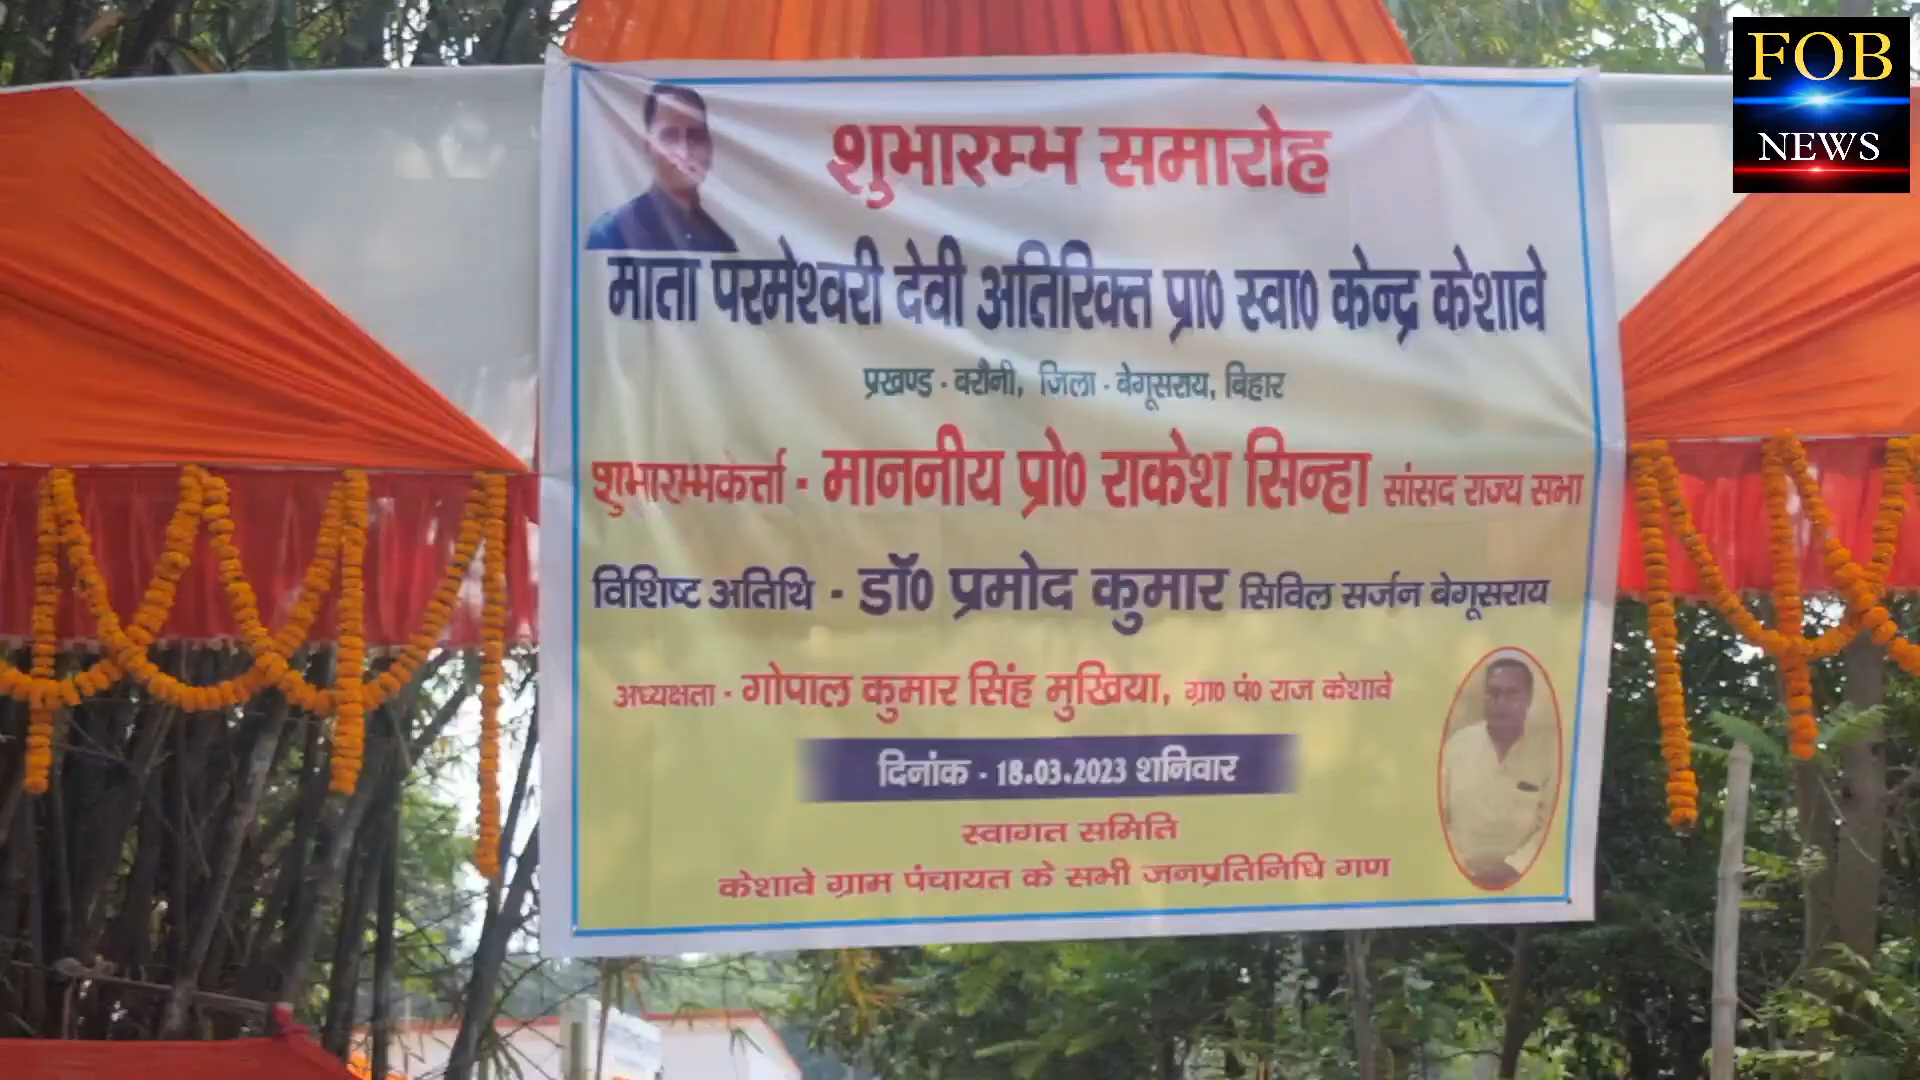 FOB
NEWS
शुभारम्भ समारोह
माता परमेश्वरी देवी अतिरिक्त प्रा० स्वा० केन्द्र केशावे
प्रखण्ड - बरौनी, जिला - बेगूसराय, बिहार
शुभारम्भकर्त्ता - माननीय प्रो० राकेश सिन्हा सांसद राज्य सभा
विशिष्ट अतिथि - डॉ० प्रमोद कुमार सिविल सर्जन बेगूसराय
अध्यक्षता - गोपाल कुमार सिंह मुखिया, ग्रा० पं० राज केशावे
दिनांक - 18.03.2023 शनिवार
स्वागत समिति
केशावे ग्राम पंचायत के सभी जनप्रतिनिधि गण